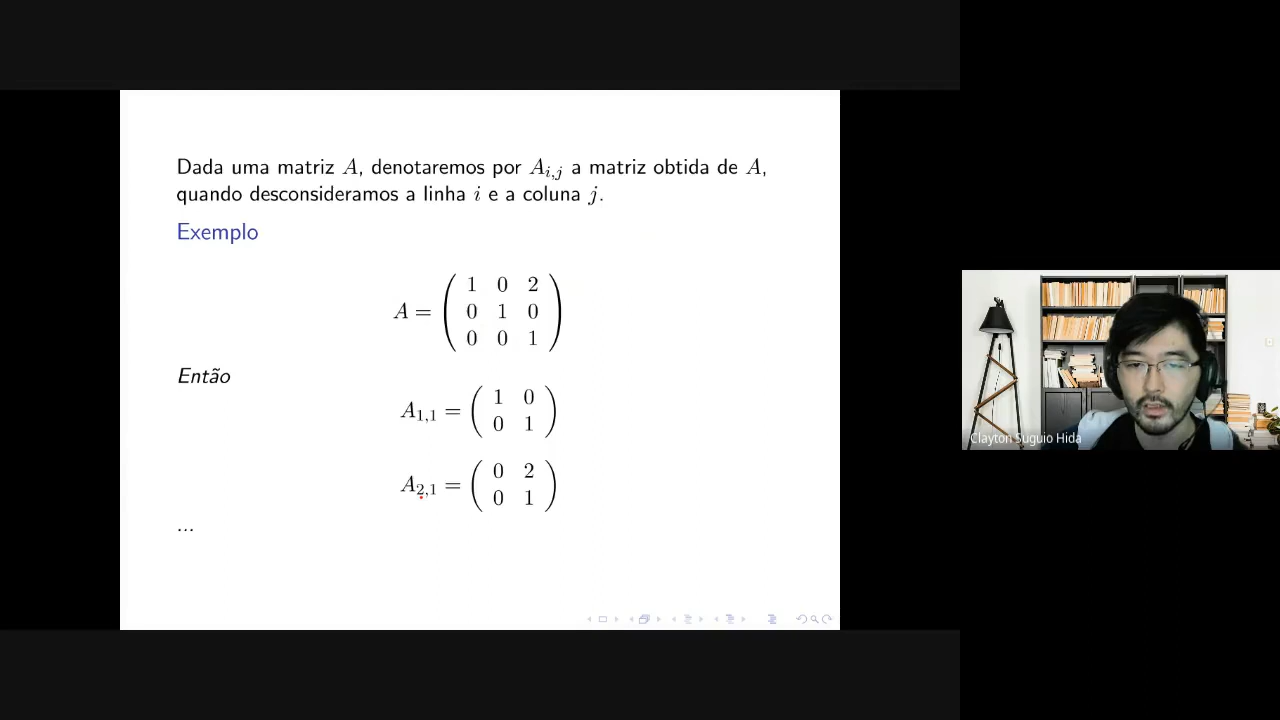 Dada uma matriz A, denotaremos por A_{i,j} a matriz obtida de A,
quando desconsideramos a linha i e a coluna j.
Exemplo
A = ( 1 0 2
0 1 0
0 0 1 )
Então
A_{1,1} = ( 1 0
0 1 )
A_{2,1} = ( 0 2
0 1 )
...
Clayton Suguio Hida